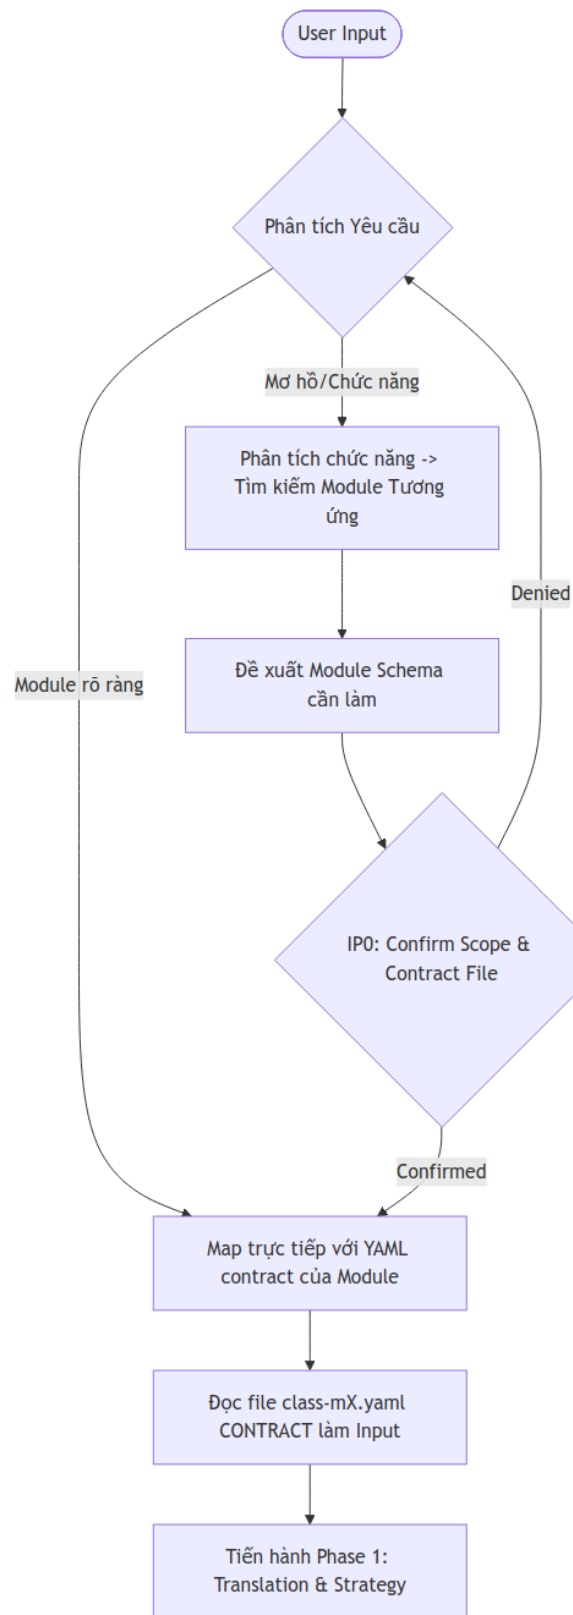 User Input
Phân tích Yêu cầu
Mơ hồ/Chức năng
Phân tích chức năng ->
Tìm kiếm Module Tương
ứng
Denied
Đề xuất Module Schema
cần làm
Module rõ ràng
IP0: Confirm Scope &
Contract File
Confirmed
Map trực tiếp với YAML
contract của Module
Đọc file class-mX.yaml
CONTRACT làm Input
Tiến hành Phase 1:
Translation & Strategy